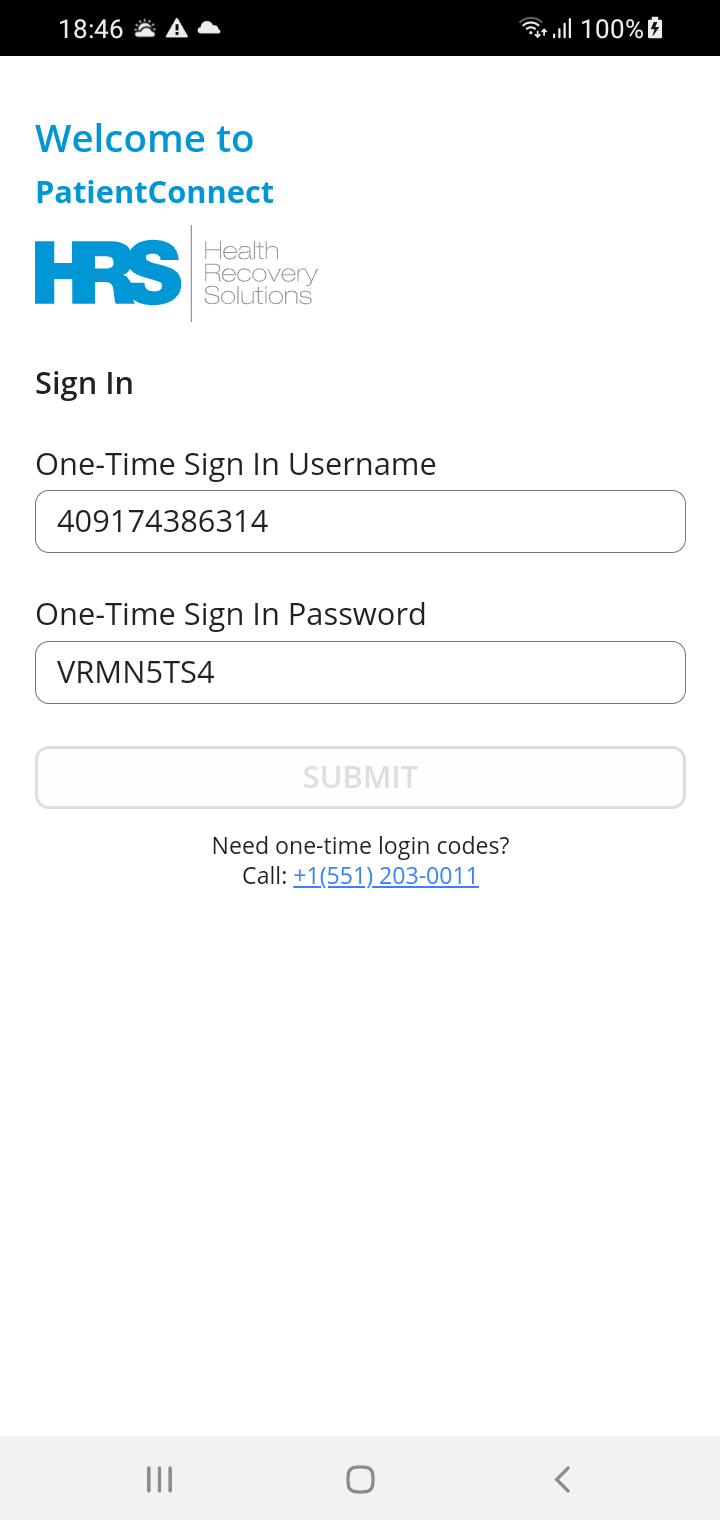 18:46 100%
Welcome to
PatientConnect
HRS
Health
Recovery
Solutions
Sign In
One-Time Sign In Username
409174386314
One-Time Sign In Password
VRMN5TS4
SUBMIT
Need one-time login codes?
Call: +1(551) 203-0011